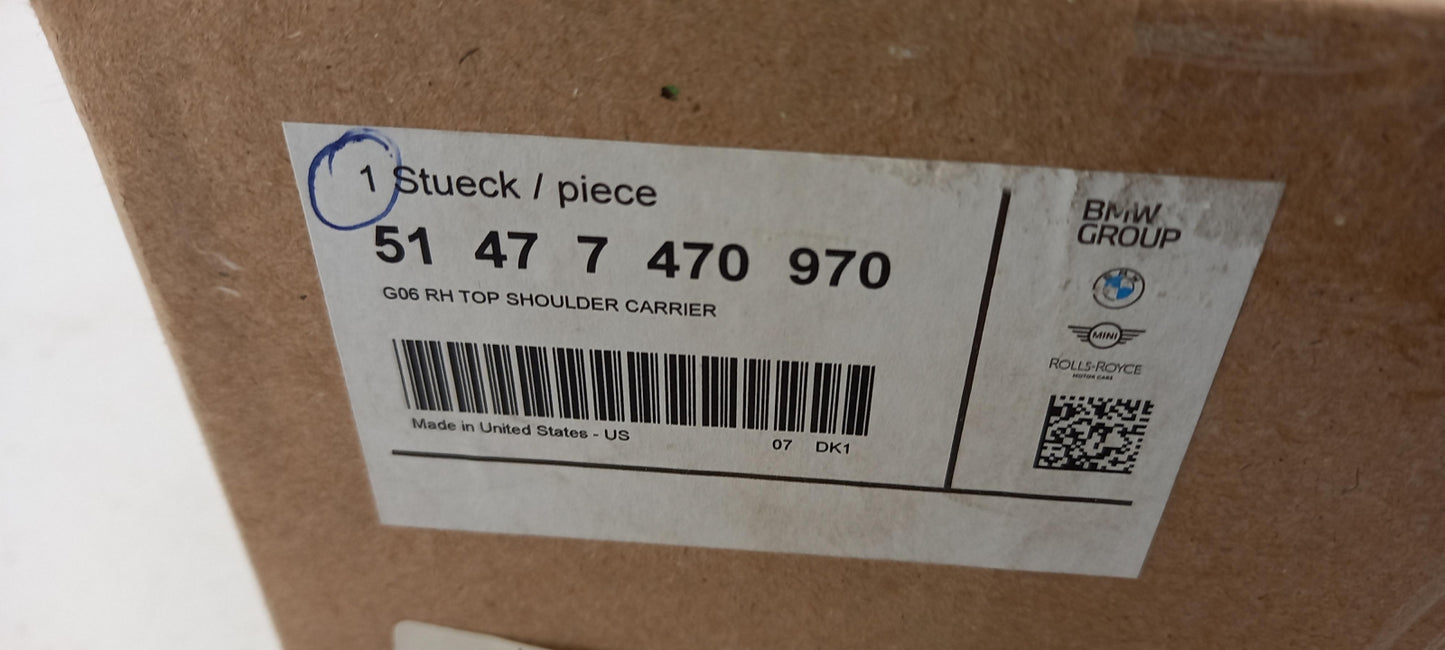 1 Stueck / piece
51 47 7 470 970
G06 RH TOP SHOULDER CARRIER
Made in United States - US
07 DK1
BMW
GROUP
MINI
ROLLS-ROYCE
MOTOR CARS